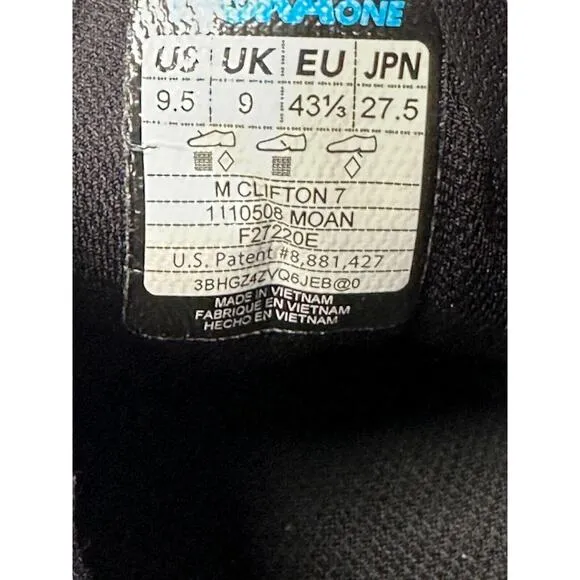 ONE
US UK EU JPN
9.5 9 43⅓ 27.5
M CLIFTON 7
1110508 MOAN
F27220E
U.S. Patent #8,881,427
3BHGZ4ZVQ6JEB@0
MADE IN VIETNAM
FABRIQUE EN VIETNAM
HECHO EN VIETNAM